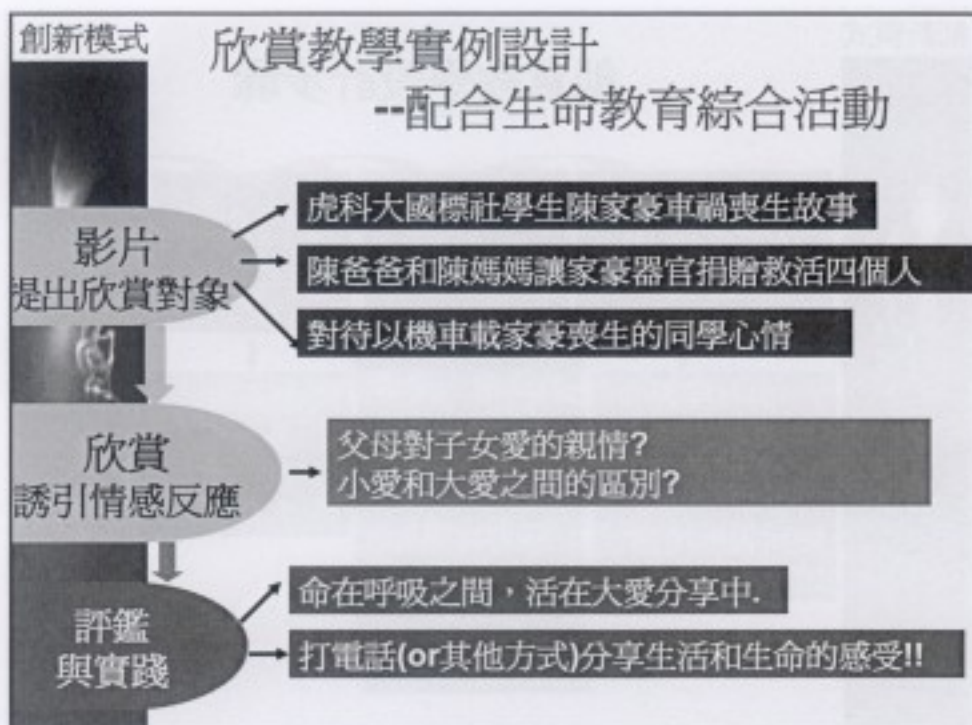 創新模式
欣賞教學實例設計
--配合生命教育綜合活動
影片
提出欣賞對象
虎科大國標社學生陳家豪車禍喪生故事
陳爸爸和陳媽媽讓家豪器官捐贈救活四個人
對待以機車載家豪喪生的同學心情
欣賞
誘引情感反應
父母對子女愛的親情?
小愛和大愛之間的區別?
評鑑
與實踐
命在呼吸之間，活在大愛分享中.
打電話(or其他方式)分享生活和生命的感受!!